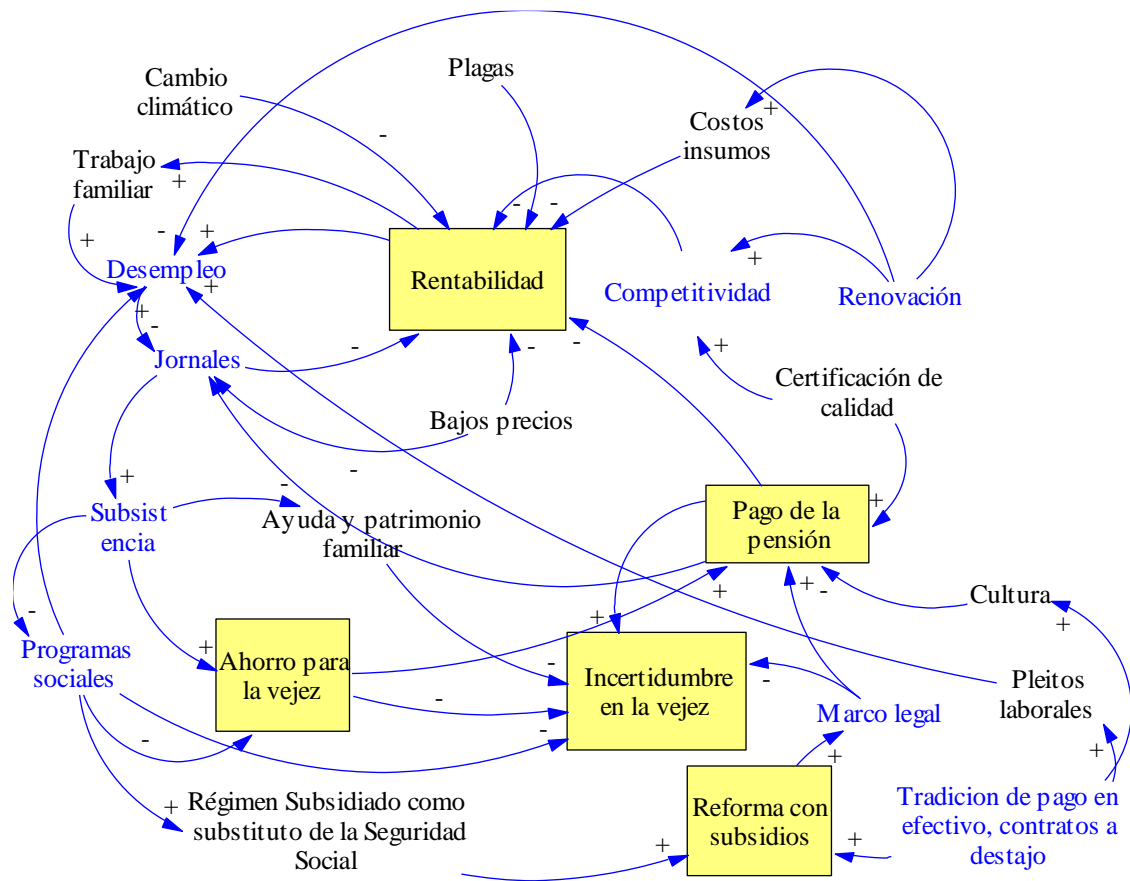 Cambio
climático
Plagas
Costos
insumos
Trabajo
familiar
Desempleo
Rentabilidad
Competitividad
Renovación
Jornales
Bajos precios
Certificación de
calidad
Subsist
encia
Ayuda y patrimonio
familiar
Pago de la
pensión
Cultura
Programas
sociales
Ahorro para
la vejez
Incertidumbre
en la vejez
Marco legal
Pleitos
laborales
Régimen Subsidiado como
substituto de la Seguridad
Social
Reforma con
subsidios
Tradicion de pago en
efectivo, contratos a
destajo